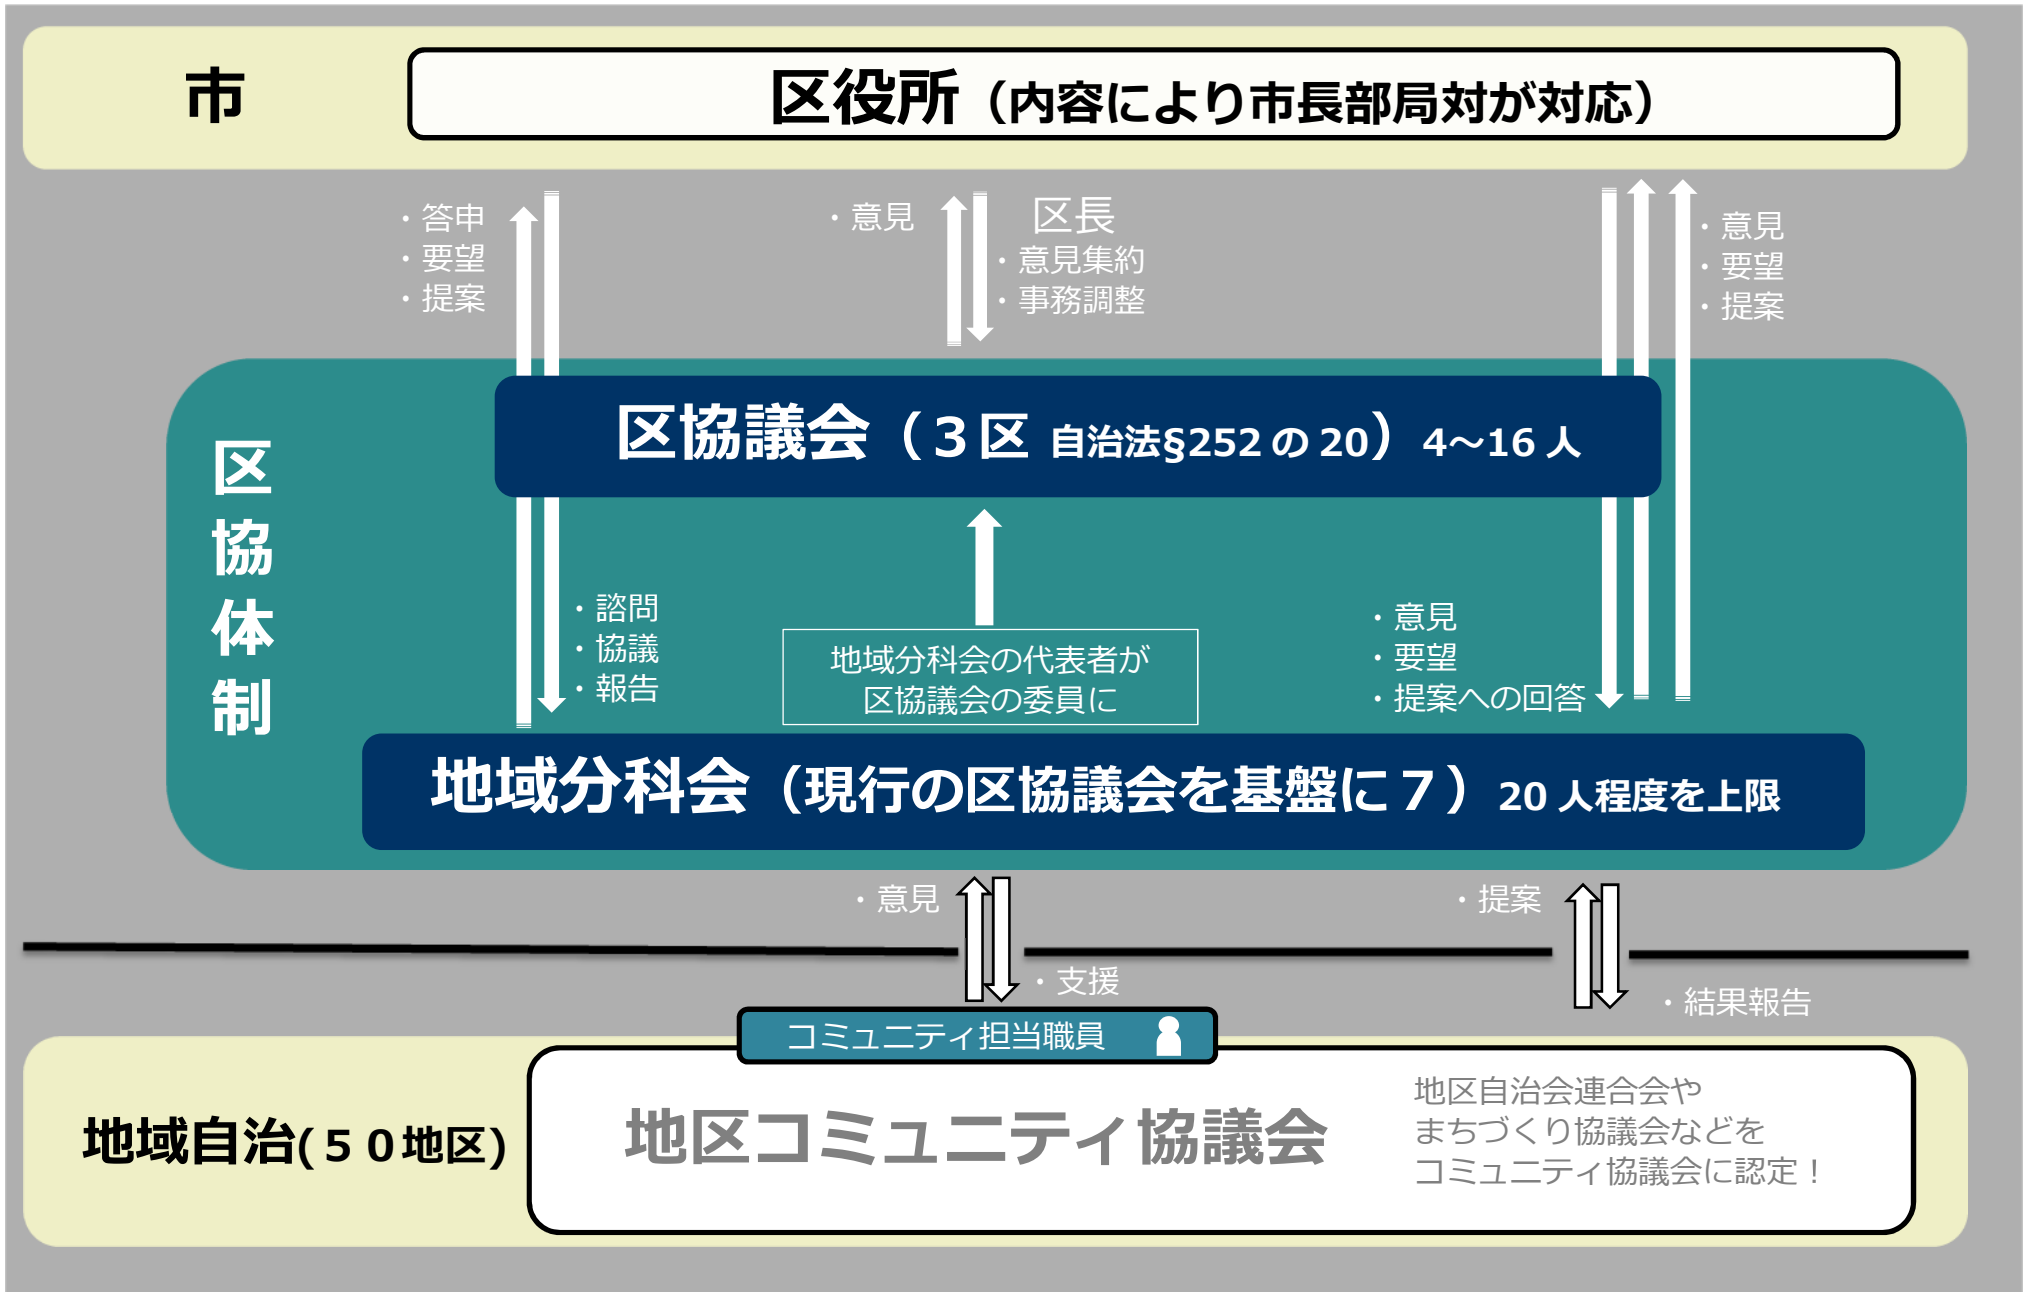 市
区役所（内容により市長部局対が対応）
・答申
・要望
・提案
・意見
区長
・意見集約
・事務調整
・意見
・要望
・提案
区協体制
区協議会（３区 自治法§252 の 20）4～16 人
・諮問
・協議
・報告
地域分科会の代表者が
区協議会の委員に
・意見
・要望
・提案への回答
地域分科会（現行の区協議会を基盤に７）20 人程度を上限
・意見
・提案
・支援
・結果報告
コミュニティ担当職員
地域自治(５０地区)
地区コミュニティ協議会
地区自治会連合会や
まちづくり協議会などを
コミュニティ協議会に認定！